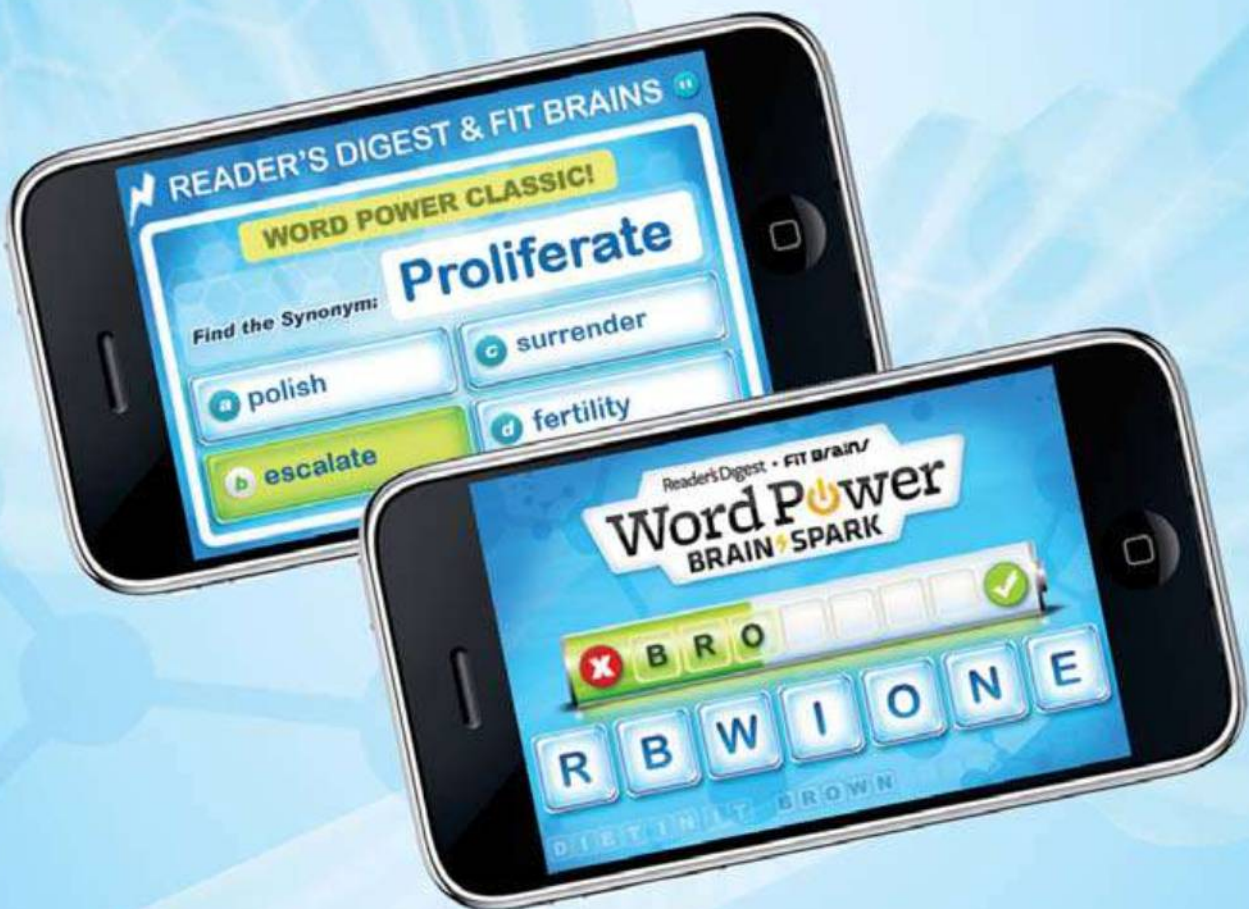 READER'S DIGEST & FIT BRAINS
WORD POWER CLASSIC!
Find the Synonym: Proliferate
a polish
c surrender
b escalate
d fertility
Reader's Digest • FiT Brains
Word Power
BRAIN SPARK
X B R O
R B W I O N E
BROWN